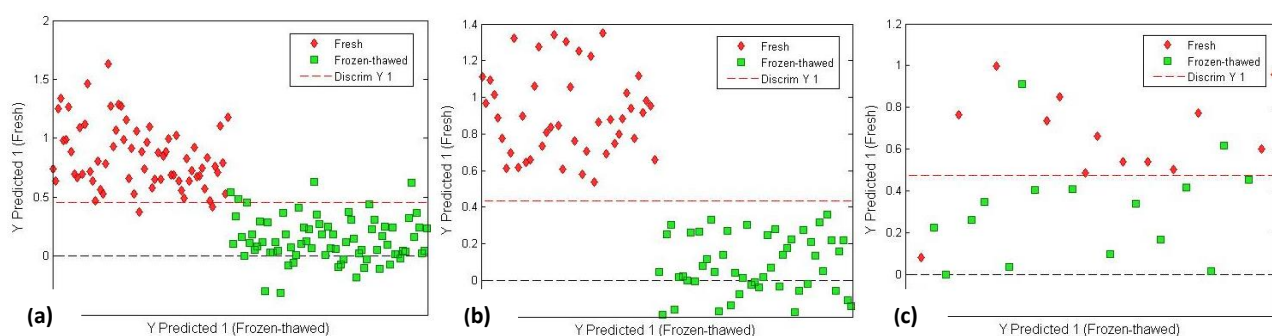 2
1.5
1
0.5
0
Y Predicted 1 (Fresh)
Fresh
Frozen-thawed
Discrim Y 1
(a)
Y Predicted 1 (Frozen-thawed)
1.4
1.2
1
0.8
0.6
0.4
0.2
0
Y Predicted 1 (Fresh)
Fresh
Frozen-thawed
Discrim Y 1
(b)
Y Predicted 1 (Frozen-thawed)
1.2
1
0.8
0.6
0.4
0.2
0
Y Predicted 1 (Fresh)
Fresh
Frozen-thawed
Discrim Y 1
(c)
Y Predicted 1 (Frozen-thawed)